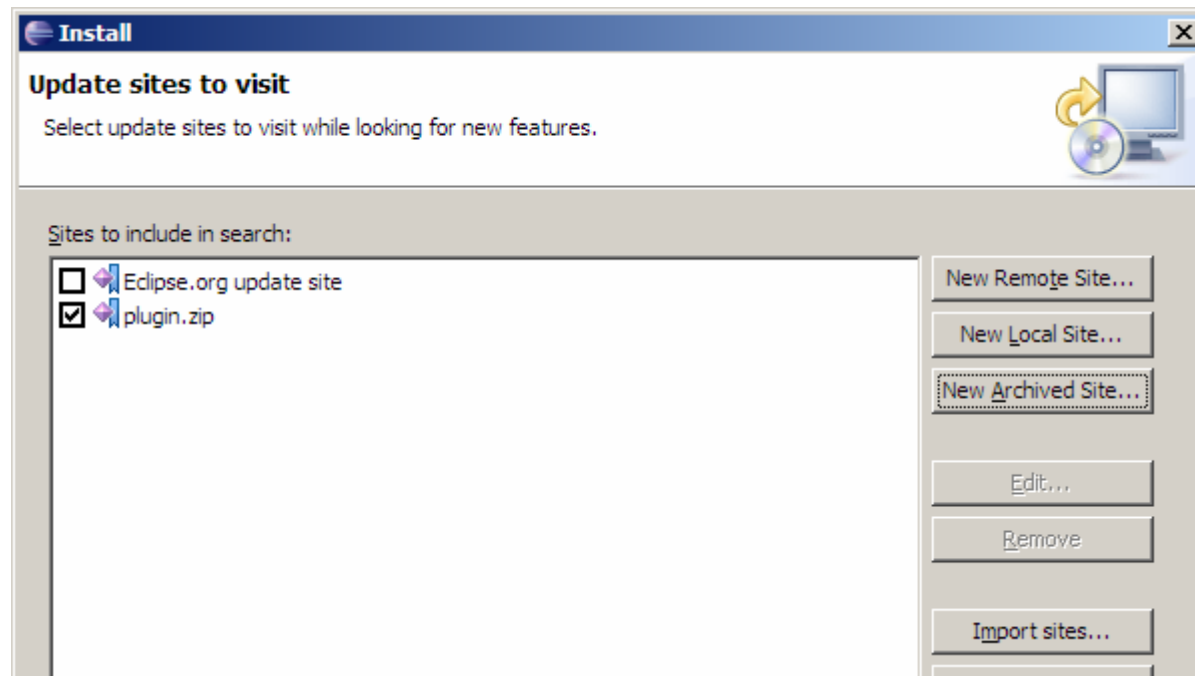 Install
Update sites to visit
Select update sites to visit while looking for new features.
Sites to include in search:
Eclipse.org update site
plugin.zip
New Remote Site...
New Local Site...
New Archived Site...
Edit...
Remove
Import sites...